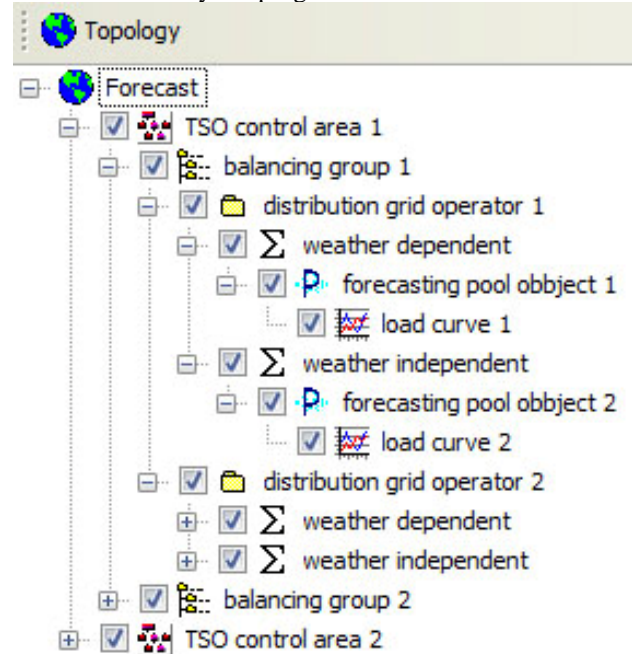 Topology
Forecast
TSO control area 1
balancing group 1
distribution grid operator 1
Σ weather dependent
P forecasting pool obbject 1
load curve 1
Σ weather independent
P forecasting pool obbject 2
load curve 2
distribution grid operator 2
Σ weather dependent
Σ weather independent
balancing group 2
TSO control area 2